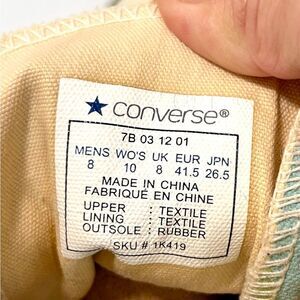 ★ converse®
7B 03 12 01
MENS WO'S UK EUR JPN
8 10 8 41.5 26.5
MADE IN CHINA
FABRIQUÉ EN CHINE
UPPER : TEXTILE
LINING : TEXTILE
OUTSOLE : RUBBER
SKU # 1K419